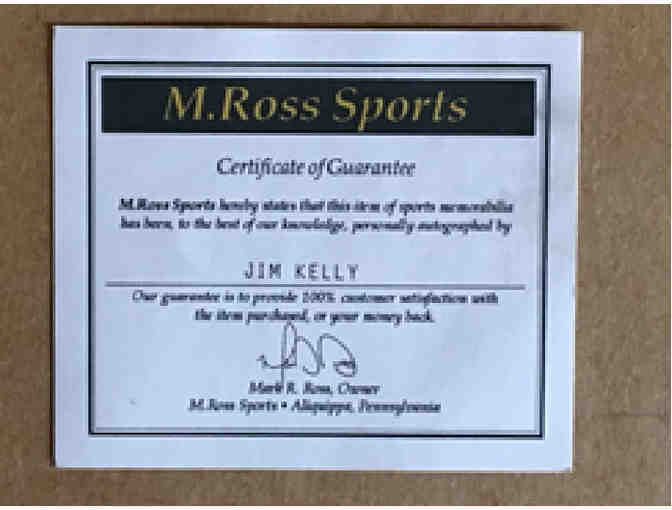 M.Ross Sports
Certificate of Guarantee
M.Ross Sports hereby states that this item of sports memorabilia
has been, to the best of our knowledge, personally autographed by
JIM KELLY
Our guarantee is to provide 100% customer satisfaction with
the item purchased, or your money back.
Mark R. Ross, Owner
M.Ross Sports • Aliquippa, Pennsylvania